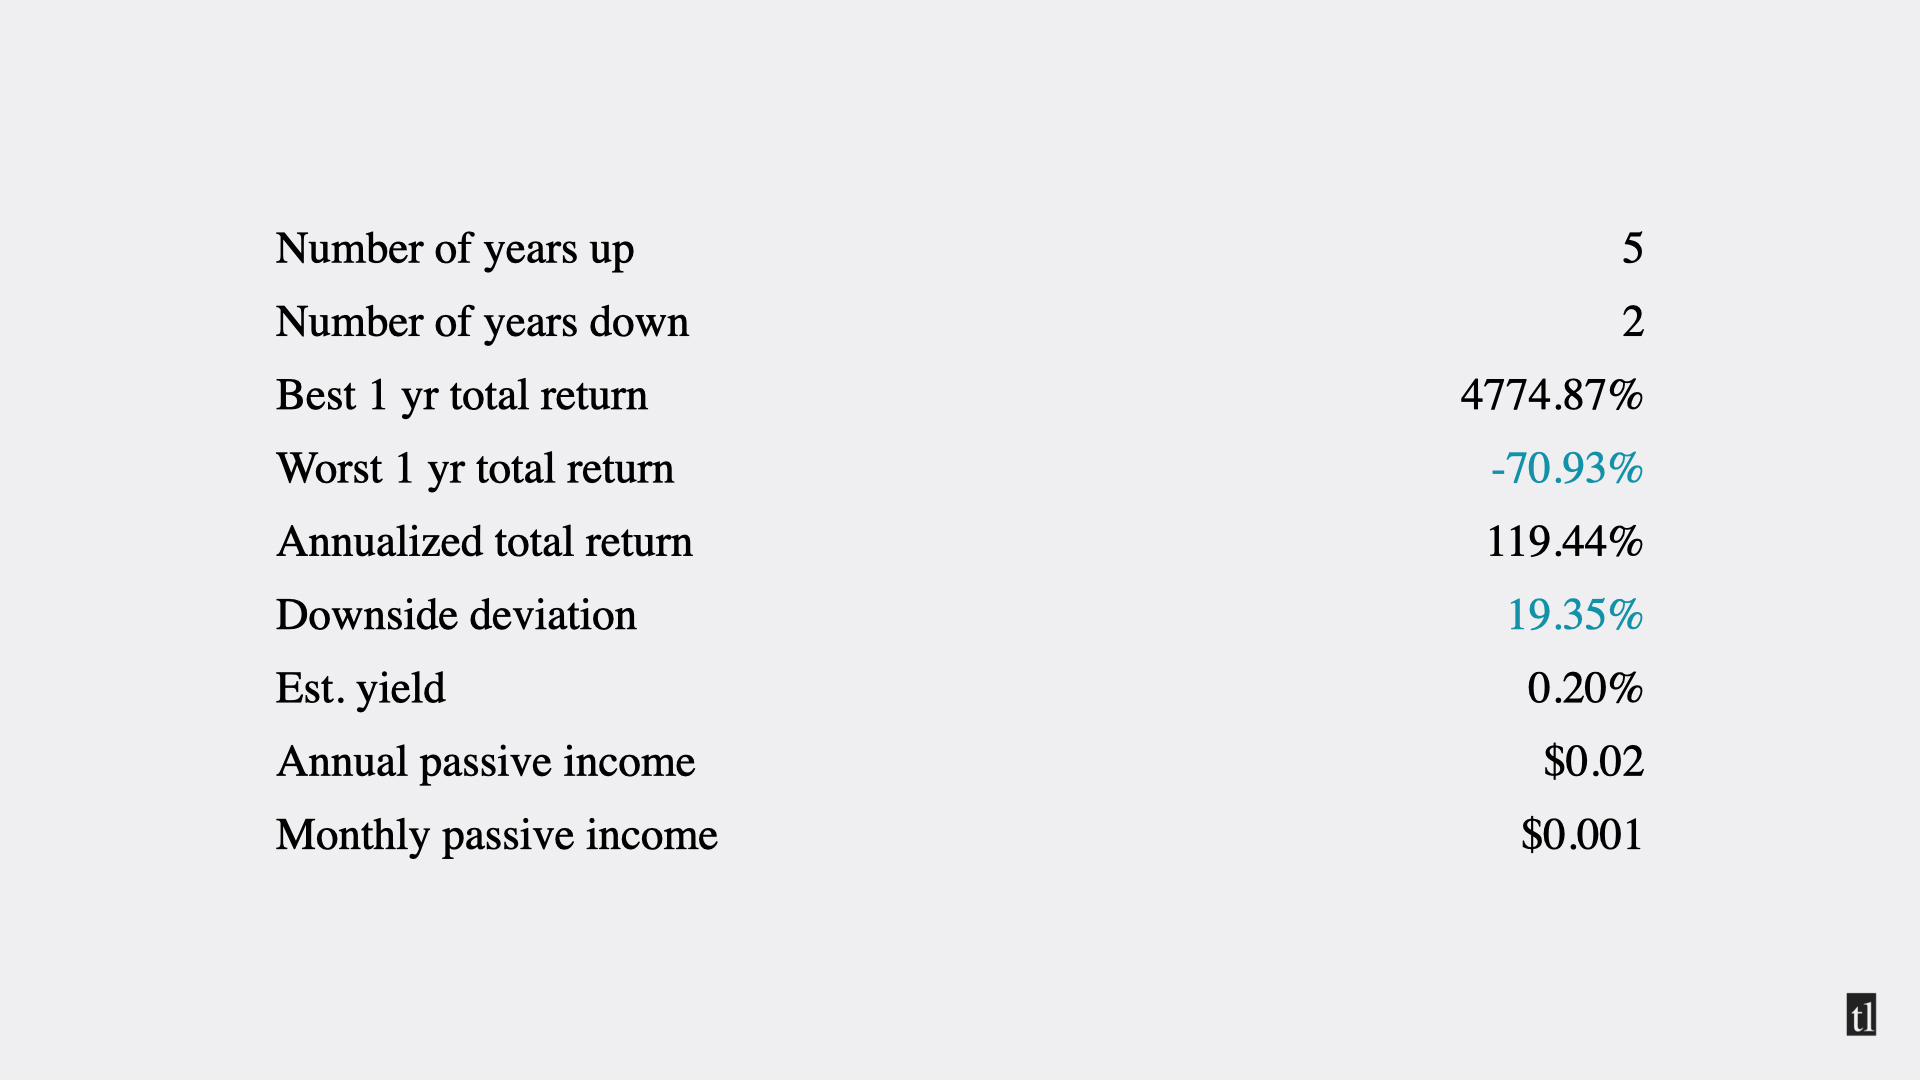 Number of years up 5
Number of years down 2
Best 1 yr total return 4774.87%
Worst 1 yr total return -70.93%
Annualized total return 119.44%
Downside deviation 19.35%
Est. yield 0.20%
Annual passive income $0.02
Monthly passive income $0.001
tl